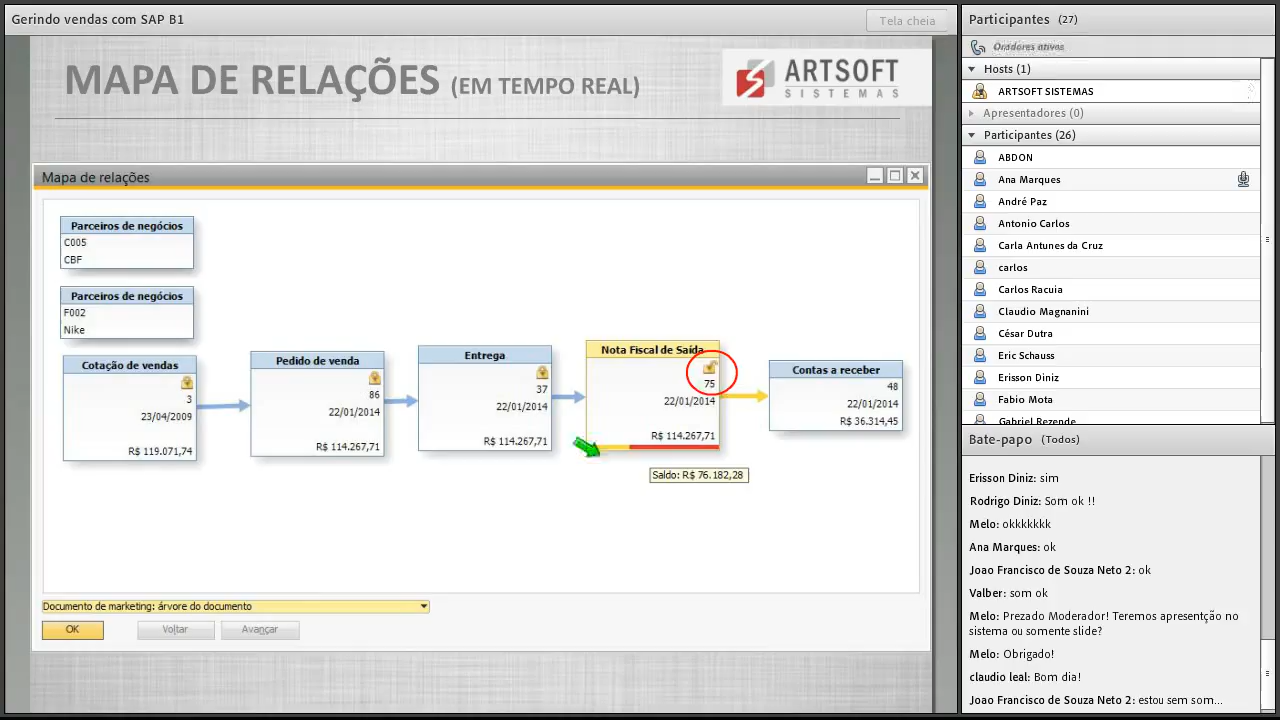 Gerindo vendas com SAP B1
Tela cheia
MAPA DE RELAÇÕES (EM TEMPO REAL)
ARTSOFT
SISTEMAS
Mapa de relações
Parceiros de negócios
C005
CBF
Parceiros de negócios
F002
Nike
Cotação de vendas
3
23/04/2009
R$ 119.071,74
Pedido de venda
86
22/01/2014
R$ 114.267,71
Entrega
37
22/01/2014
R$ 114.267,71
Nota Fiscal de Saída
75
22/01/2014
R$ 114.267,71
Saldo: R$ 76.182,28
Contas a receber
48
22/01/2014
R$ 36.314,45
Documento de marketing: árvore do documento
OK
Voltar
Avançar
Participantes (27)
Oradores ativos
Hosts (1)
ARTSOFT SISTEMAS
Apresentadores (0)
Participantes (26)
ABDON
Ana Marques
André Paz
Antonio Carlos
Carla Antunes da Cruz
carlos
Carlos Racuia
Claudio Magnanini
César Dutra
Eric Schauss
Erisson Diniz
Fabio Mota
Gabriel Rezende
Bate-papo (Todos)
Erisson Diniz: sim
Rodrigo Diniz: Som ok !!
Melo: okkkkkkk
Ana Marques: ok
Joao Francisco de Souza Neto 2: ok
Valber: som ok
Melo: Prezado Moderador! Teremos apresentção no
sistema ou somente slide?
Melo: Obrigado!
claudio leal: Bom dia!
Joao Francisco de Souza Neto 2: estou sem som...